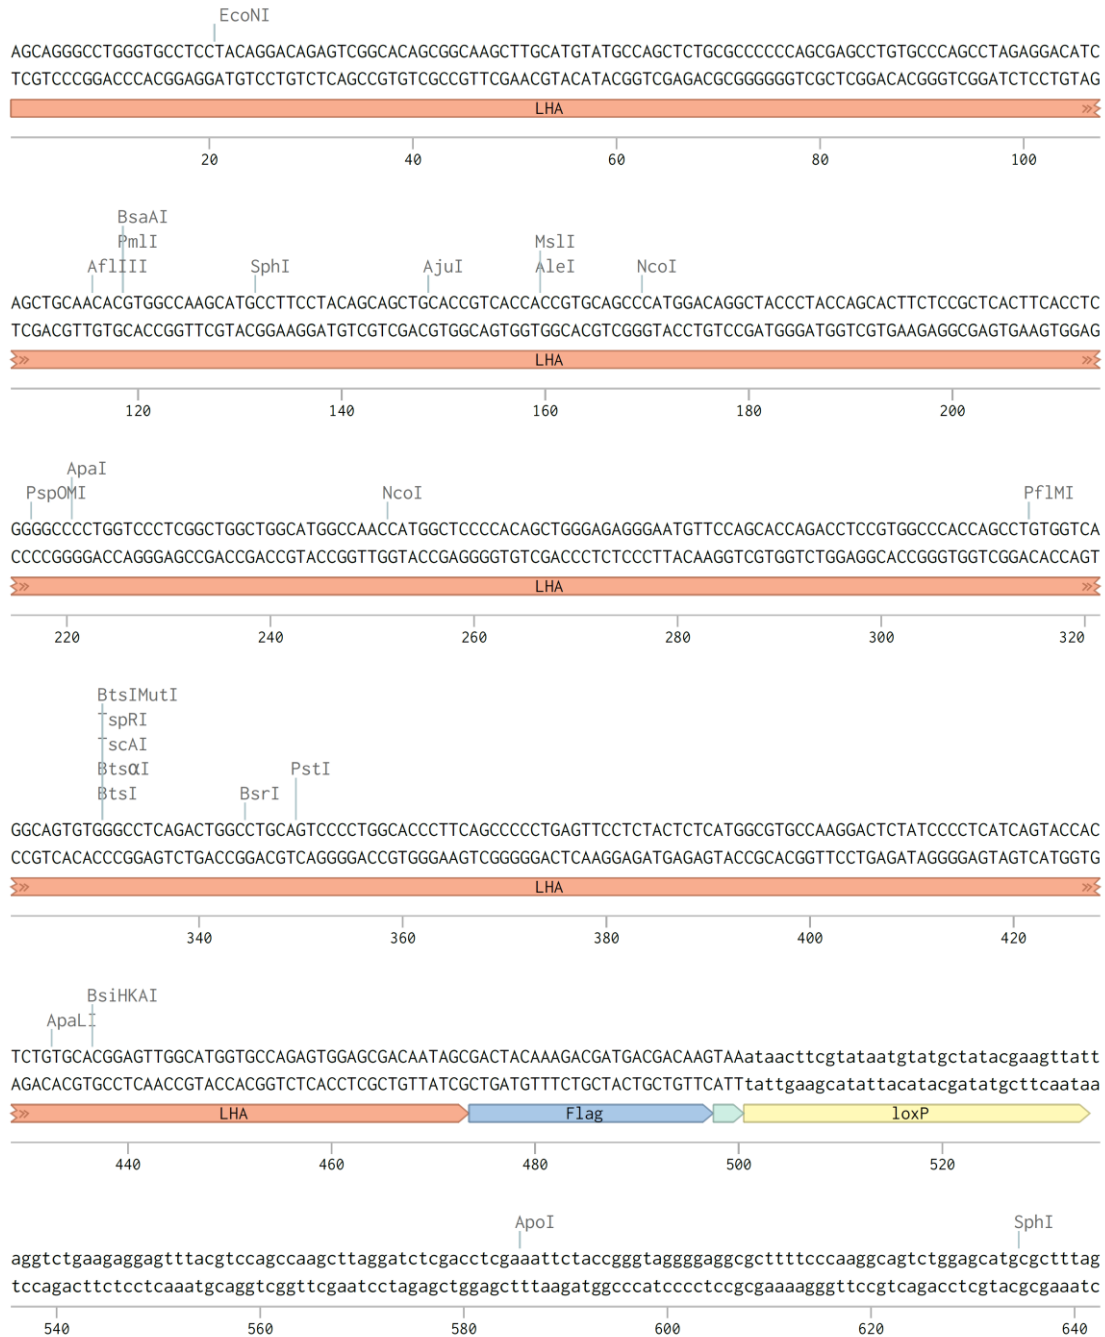 EcoNI
AGCAGGGCCTGGGTGCCTCCTACAGGACAGAGTCGGCACAGCGGCAAGCTTGCATGTATGCCAGCTCTGCGCCCCCCAGCGAGCCTGTGCCCAGCCTAGAGGACATC
TCGTCCCGGACCCACGGAGGATGTCCTGTCTCAGCCGTGTCGCCGTTCGAACGTACATACGGTCGAGACGCGGGGGGTCGCTCGGACACGGGTCGGATCTCCTGTAG
LHA
20 40 60 80 100
BsaAI
PmlI MslI
AflIII SphI AjuI AleI NcoI
AGCTGCAACACGTGGCCAAGCATGCCTTCCTACAGCAGCTGCACCGTCACCACCGTGCAGCCCATGGACAGGCTACCCTACCAGCACTTCTCCGCTCACTTCACCTC
TCGACGTTGTGCACCGGTTCGTACGGAAGGATGTCGTCGACGTGGCAGTGGTGGCACGTCGGGTACCTGTCCGATGGGATGGTCGTGAAGAGGCGAGTGAAGTGGAG
LHA
120 140 160 180 200
ApaI
PspOMI NcoI PflMI
GGGGCCCCTGGTCCCTCGGCTGGCTGGCATGGCCAACCATGGCTCCCCACAGCTGGGAGAGGGAATGTTCCAGCACCAGACCTCCGTGGCCCACCAGCCTGTGGTCA
CCCCGGGGACCAGGGAGCCGACCGACCGTACCGGTTGGTACCGAGGGGTGTCGACCCTCTCCCTTACAAGGTCGTGGTCTGGAGGCACCGGGTGGTCGGACACCAGT
LHA
220 240 260 280 300 320
BtsIMutI
TspRI
TscAI
BtsαI PstI
BtsI BsrI
GGCAGTGTGGGCCTCAGACTGGCCTGCAGTCCCCTGGCACCCTTCAGCCCCCTGAGTTCCTCTACTCTCATGGCGTGCCAAGGACTCTATCCCCTCATCAGTACCAC
CCGTCACACCCGGAGTCTGACCGGACGTCAGGGGACCGTGGGAAGTCGGGGGACTCAAGGAGATGAGAGTACCGCACGGTTCCTGAGATAGGGGAGTAGTCATGGTG
LHA
340 360 380 400 420
BsiHKAI
ApaLI
TCTGTGCACGGAGTTGGCATGGTGCCAGAGTGGAGCGACAATAGCGACTACAAAGACGATGACGACAAGTAAataacttcgtataatgtatgctatacgaagttatt
AGACACGTGCCTCAACCGTACCACGGTCTCACCTCGCTGTTATCGCTGATGTTTCTGCTACTGCTGTTCATTtattgaagcatattacatacgatatgcttcaataa
LHA Flag loxP
440 460 480 500 520
ApoI SphI
aggtctgaagaggagtttacgtccagccaagcttaggatctcgacctcgaaattctaccgggtaggggaggcgcttttcccaaggcagtctggagcatgcgctttag
tccagacttctcctcaaatgcaggtcggttcgaatcctagagctggagctttaagatggcccatcccctccgcgaaaagggttccgtcagacctcgtacgcgaaatc
540 560 580 600 620 640